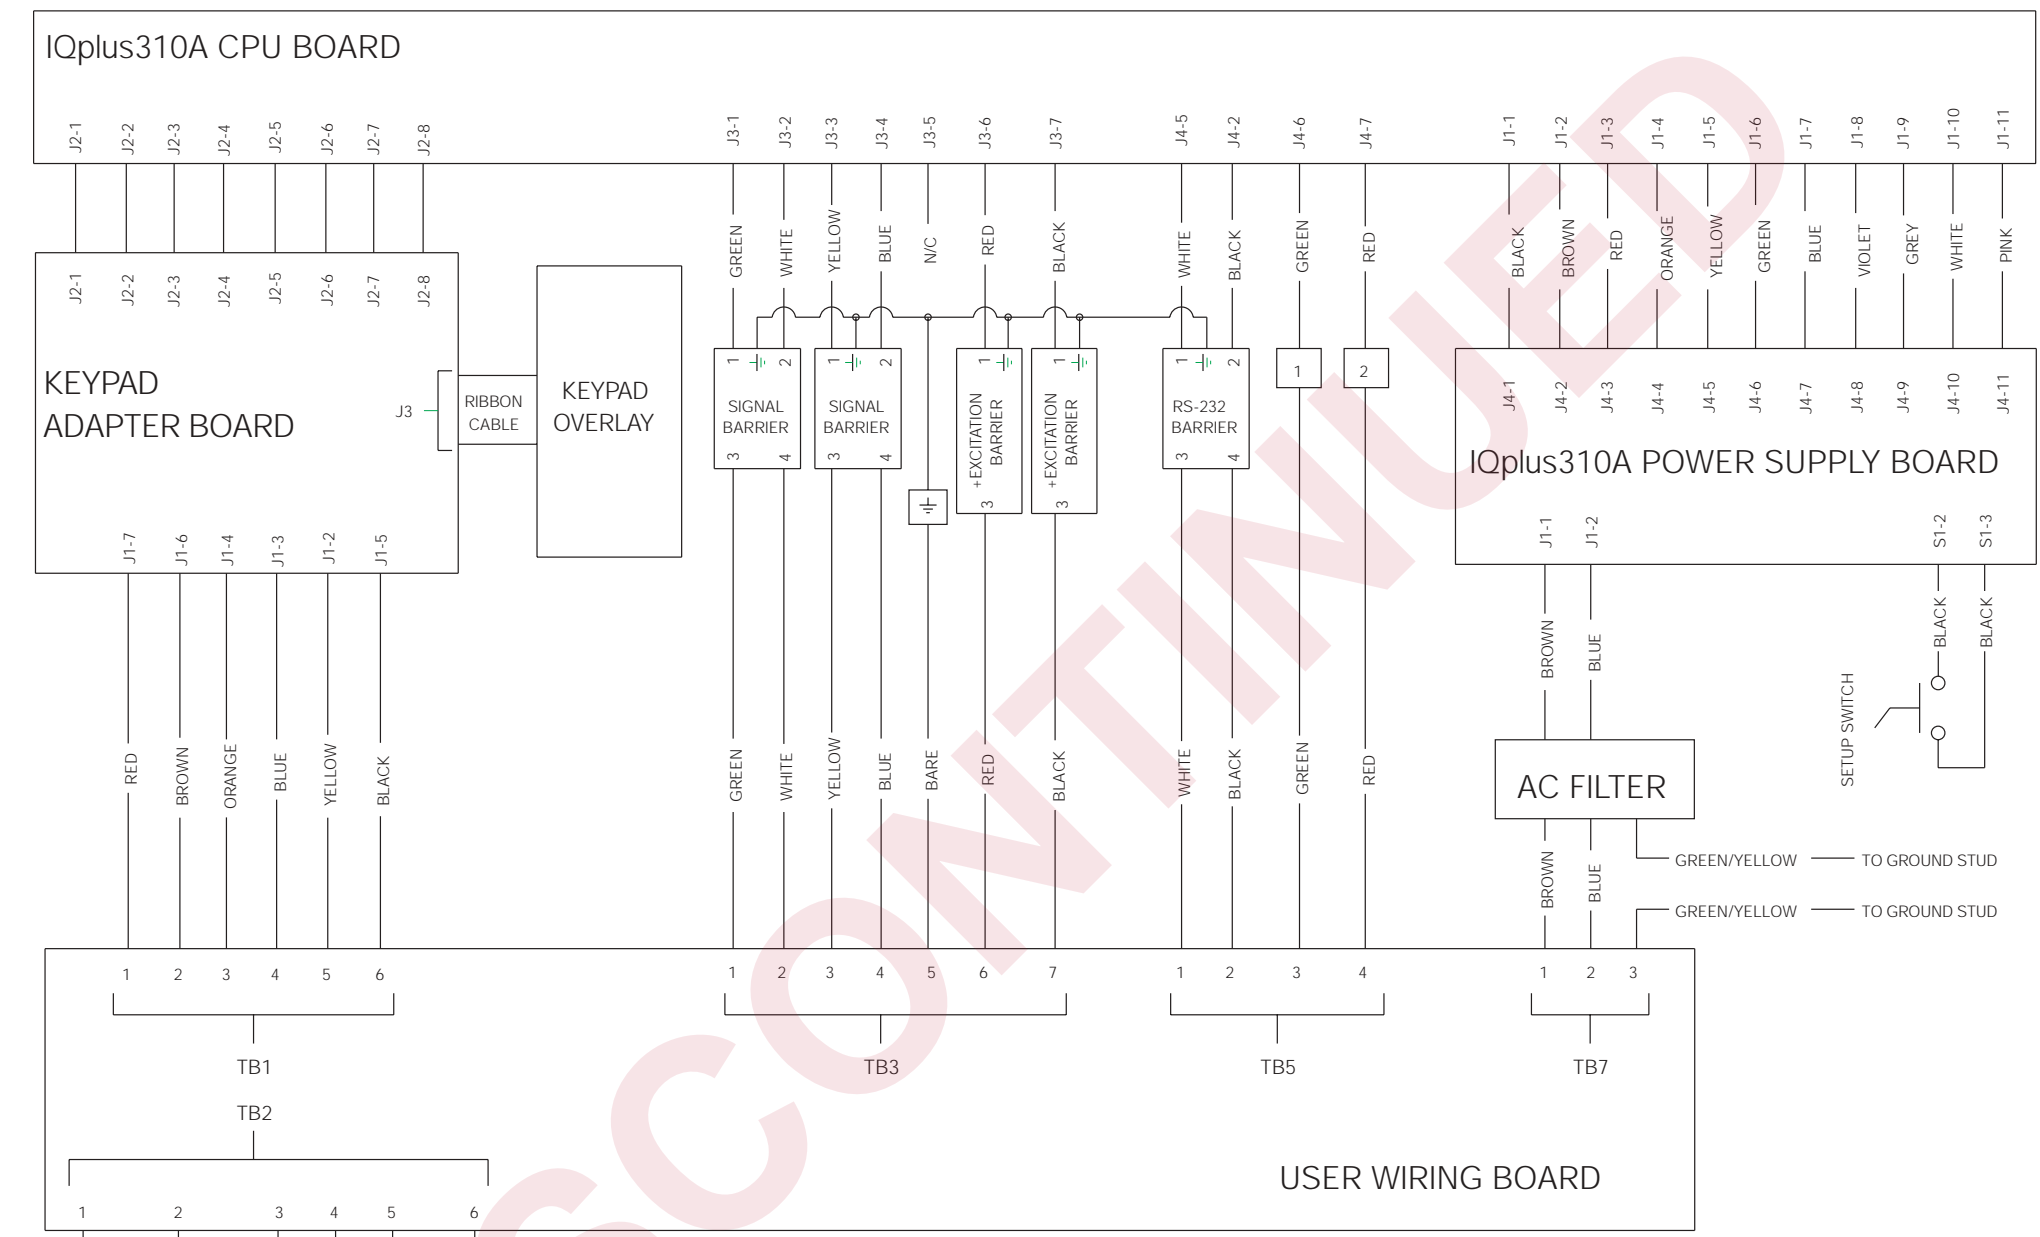 IQplus310A CPU BOARD
J2-1 J2-2 J2-3 J2-4 J2-5 J2-6 J2-7 J2-8 J3-1 J3-2 J3-3 J3-4 J3-5 J3-6 J3-7 J4-5 J4-2 J4-6 J4-7 J1-1 J1-2 J1-3 J1-4 J1-5 J1-6 J1-7 J1-8 J1-9 J1-10 J1-11
GREEN WHITE YELLOW BLUE N/C RED BLACK WHITE BLACK GREEN RED BLACK BROWN RED ORANGE YELLOW GREEN BLUE VIOLET GREY WHITE PINK
J2-1 J2-2 J2-3 J2-4 J2-5 J2-6 J2-7 J2-8
KEYPAD
ADAPTER BOARD
J3
RIBBON
CABLE
KEYPAD
OVERLAY
1 2
SIGNAL
BARRIER
3 4
1 2
SIGNAL
BARRIER
3 4
1
+EXCITATION
BARRIER
3
1
+EXCITATION
BARRIER
3
1 2
RS-232
BARRIER
3 4
1
2
J4-1 J4-2 J4-3 J4-4 J4-5 J4-6 J4-7 J4-8 J4-9 J4-10 J4-11
IQplus310A POWER SUPPLY BOARD
J1-1 J1-2 S1-2 S1-3
J1-7 J1-6 J1-4 J1-3 J1-2 J1-5
BROWN BLUE BLACK BLACK
SETUP SWITCH
RED BROWN ORANGE BLUE YELLOW BLACK GREEN WHITE YELLOW BLUE BARE RED BLACK WHITE BLACK GREEN RED
AC FILTER
BROWN BLUE
GREEN/YELLOW TO GROUND STUD
GREEN/YELLOW TO GROUND STUD
1 2 3 4 5 6 1 2 3 4 5 6 7 1 2 3 4 1 2 3
TB1 TB3 TB5 TB7
TB2
USER WIRING BOARD
1 2 3 4 5 6
SCONTINUED